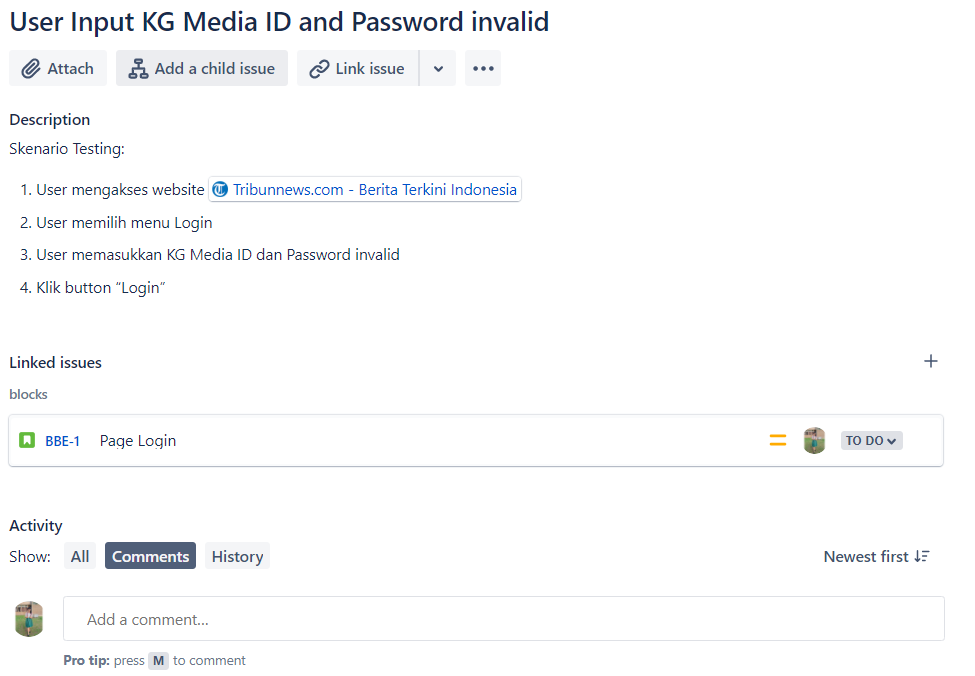 User Input KG Media ID and Password invalid
Attach
Add a child issue
Link issue
Description
Skenario Testing:
1. User mengakses website Tribunnews.com - Berita Terkini Indonesia
2. User memilih menu Login
3. User memasukkan KG Media ID dan Password invalid
4. Klik button “Login”
Linked issues
blocks
BBE-1 Page Login TO DO
Activity
Show: All Comments History Newest first
Add a comment...
Pro tip: press M to comment